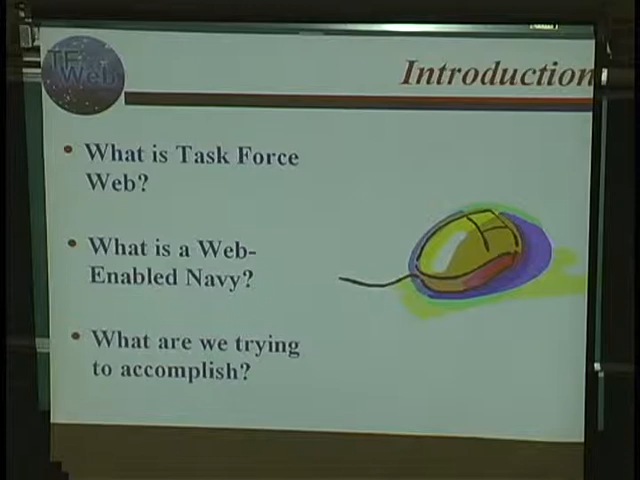 TF
Web
Introduction
• What is Task Force
Web?
• What is a Web-
Enabled Navy?
• What are we trying
to accomplish?